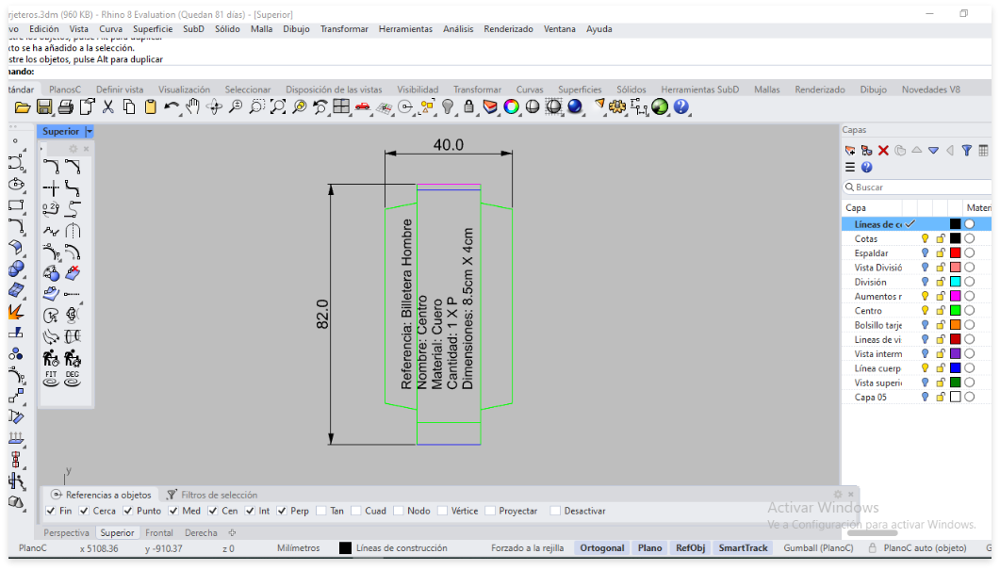 rjeteros.3dm (960 KB) - Rhino 8 Evaluation (Quedan 81 días) - [Superior]
vo Edición Vista Curva Superficie SubD Sólido Malla Dibujo Transformar Herramientas Análisis Renderizado Ventana Ayuda
xto se ha añadido a la selección.
stre los objetos, pulse Alt para duplicar
ando:
tándar PlanosC Definir vista Visualización Seleccionar Disposición de las vistas Visibilidad Transformar Curvas Superficies Sólidos Herramientas SubD Mallas Renderizado Dibujo Novedades V8
Superior
40.0
82.0
Referencia: Billetera Hombre
Nombre: Centro
Material: Cuero
Cantidad: 1 X P
Dimensiones: 8.5cm X 4cm
FIT DEG
y
Capas
Buscar
Capa Mater
Líneas de co
Cotas
Espaldar
Vista Divisió
División
Aumentos r
Centro
Bolsillo tarje
Lineas de vi
Vista interm
Línea cuerp
Vista superi
Capa 05
Referencias a objetos Filtros de selección
Fin Cerca Punto Med Cen Int Perp Tan Cuad Nodo Vértice Proyectar Desactivar
Activar Windows
Ve a Configuración para activar Windows.
Perspectiva Superior Frontal Derecha
PlanoC x 5108.36 y -910.37 z 0 Milímetros Líneas de construcción Forzado a la rejilla Ortogonal Plano RefObj SmartTrack Gumball (PlanoC) PlanoC auto (objeto) G